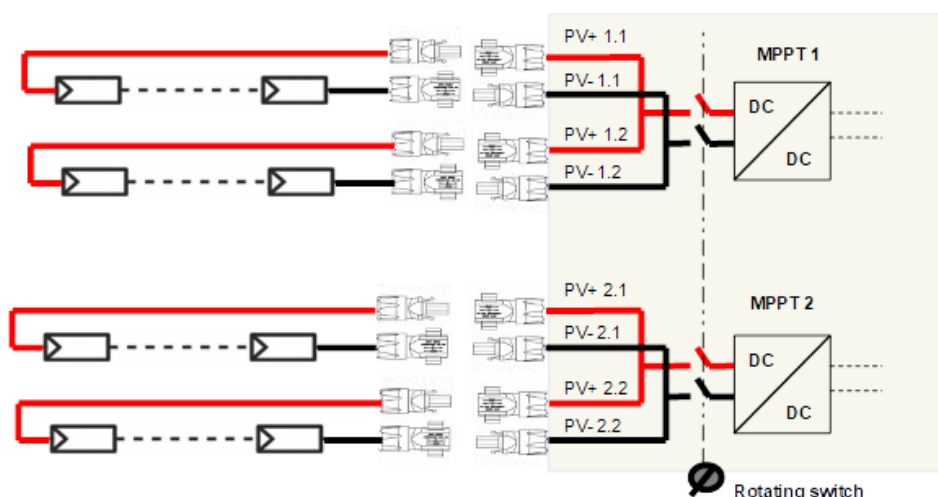 PV+ 1.1
MPPT 1
PV- 1.1
DC
PV+ 1.2
DC
PV- 1.2
PV+ 2.1
MPPT 2
PV- 2.1
DC
PV+ 2.2
DC
PV- 2.2
Rotating switch